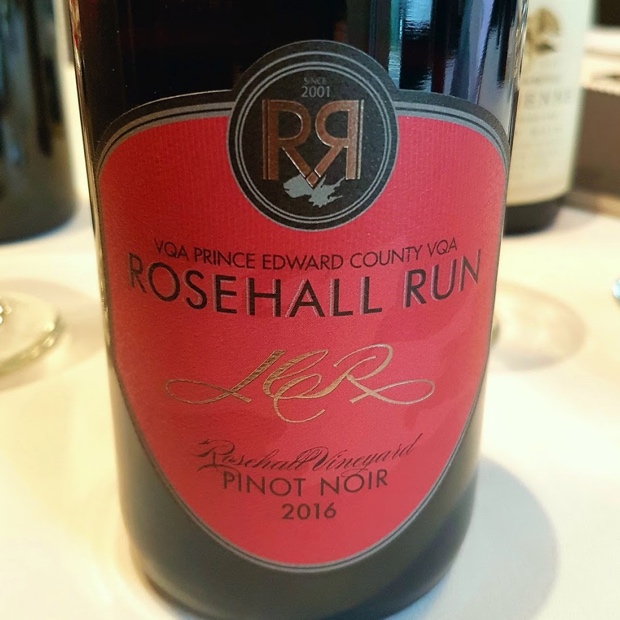 SINCE
2001
RR
VQA PRINCE EDWARD COUNTY VQA
ROSEHALL RUN
JCR
Rosehall Vineyard
PINOT NOIR
2016